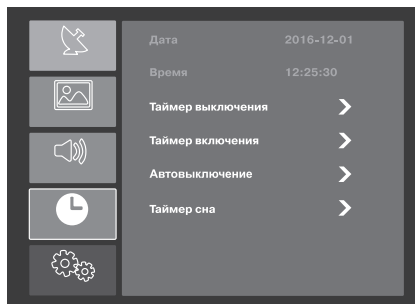 Дата 2016-12-01
Время 12:25:30
Таймер выключения
Таймер включения
Автовыключение
Таймер сна